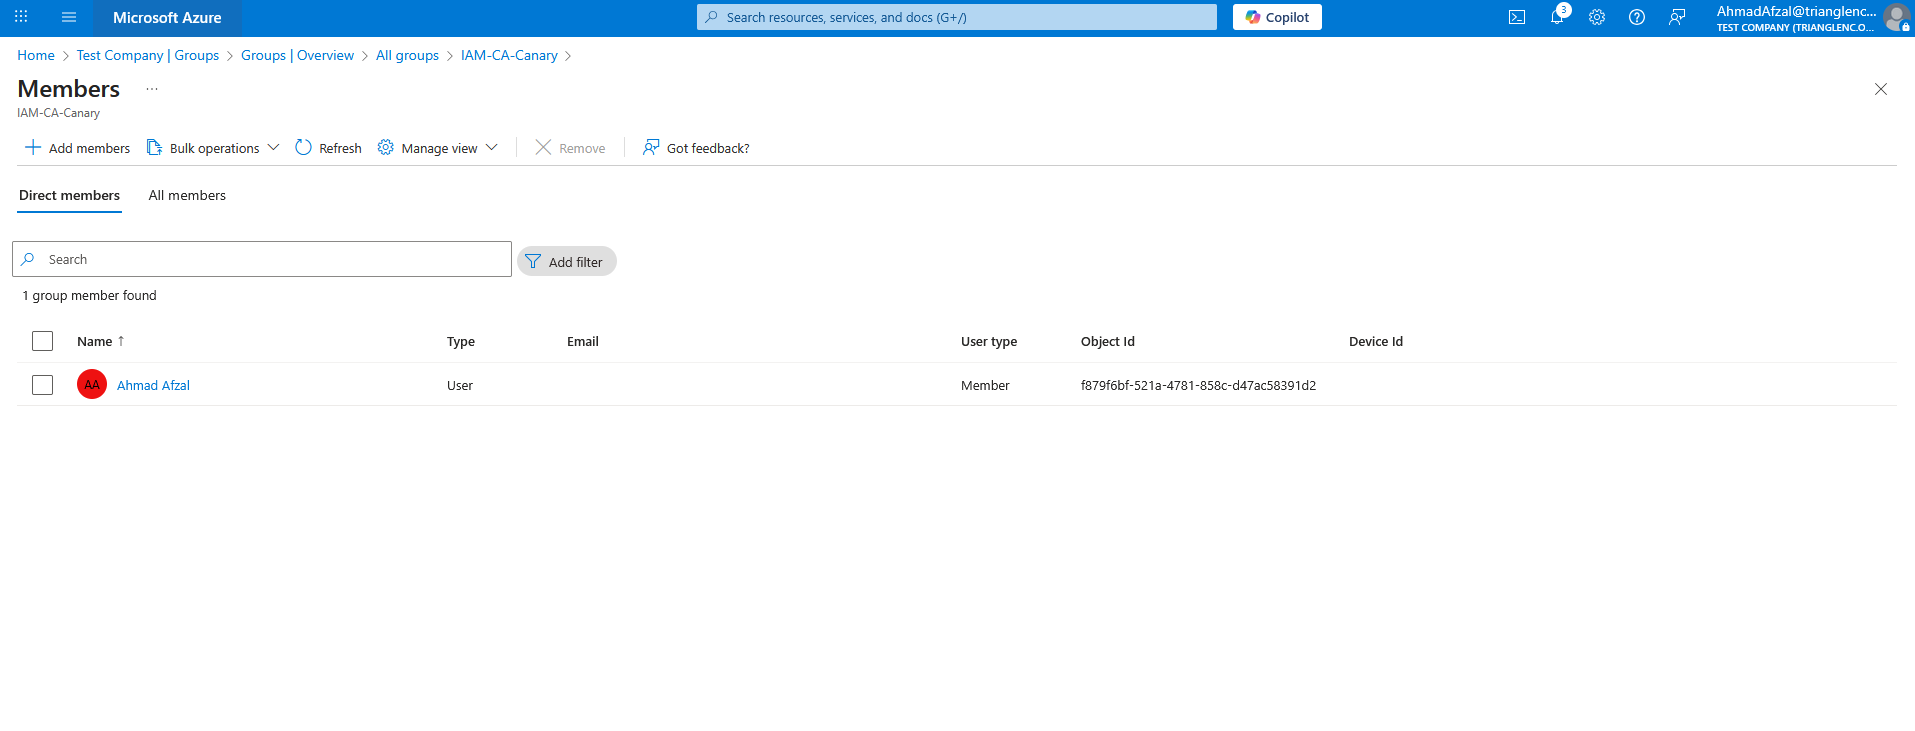 Microsoft Azure
Search resources, services, and docs (G+/)
Copilot
3
AhmadAfzal@trianglenc...
TEST COMPANY (TRIANGLENC.O...
Home > Test Company | Groups > Groups | Overview > All groups > IAM-CA-Canary >
Members ...
IAM-CA-Canary
Add members Bulk operations Refresh Manage view Remove Got feedback?
Direct members All members
Search Add filter
1 group member found
Name ↑ Type Email User type Object Id Device Id
AA Ahmad Afzal User Member f879f6bf-521a-4781-858c-d47ac58391d2